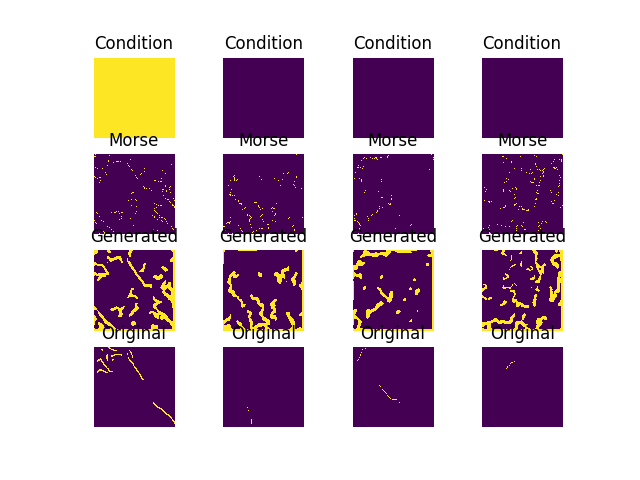 Condition Condition Condition Condition
Morse Morse Morse Morse
Generated Generated Generated Generated
Original Original Original Original